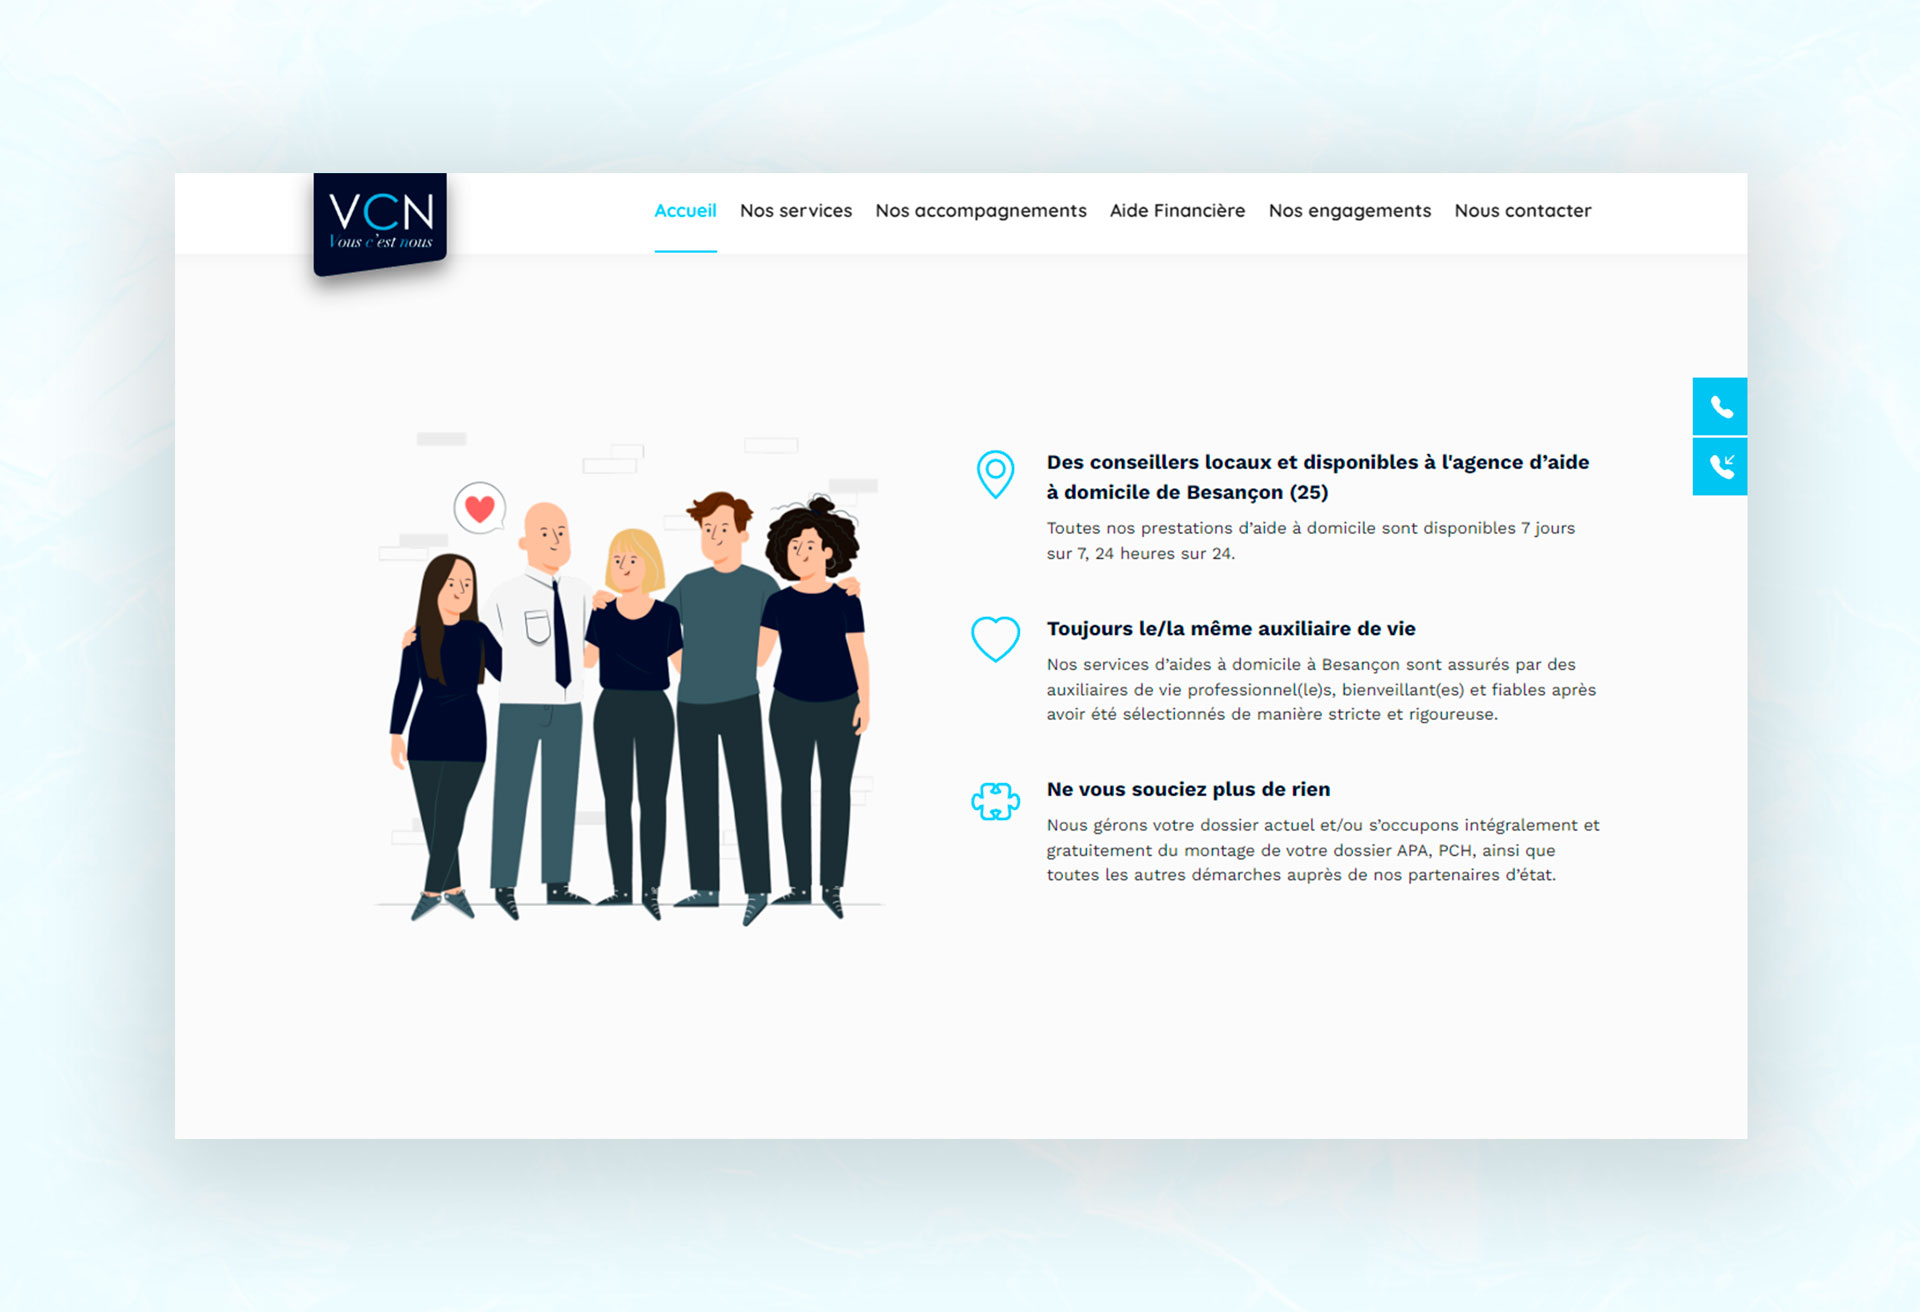 VCN
Vous c'est nous
Accueil Nos services Nos accompagnements Aide Financière Nos engagements Nous contacter
Des conseillers locaux et disponibles à l'agence d’aide
à domicile de Besançon (25)
Toutes nos prestations d’aide à domicile sont disponibles 7 jours
sur 7, 24 heures sur 24.
Toujours le/la même auxiliaire de vie
Nos services d’aides à domicile à Besançon sont assurés par des
auxiliaires de vie professionnel(le)s, bienveillant(es) et fiables après
avoir été sélectionnés de manière stricte et rigoureuse.
Ne vous souciez plus de rien
Nous gérons votre dossier actuel et/ou s’occupons intégralement et
gratuitement du montage de votre dossier APA, PCH, ainsi que
toutes les autres démarches auprès de nos partenaires d’état.